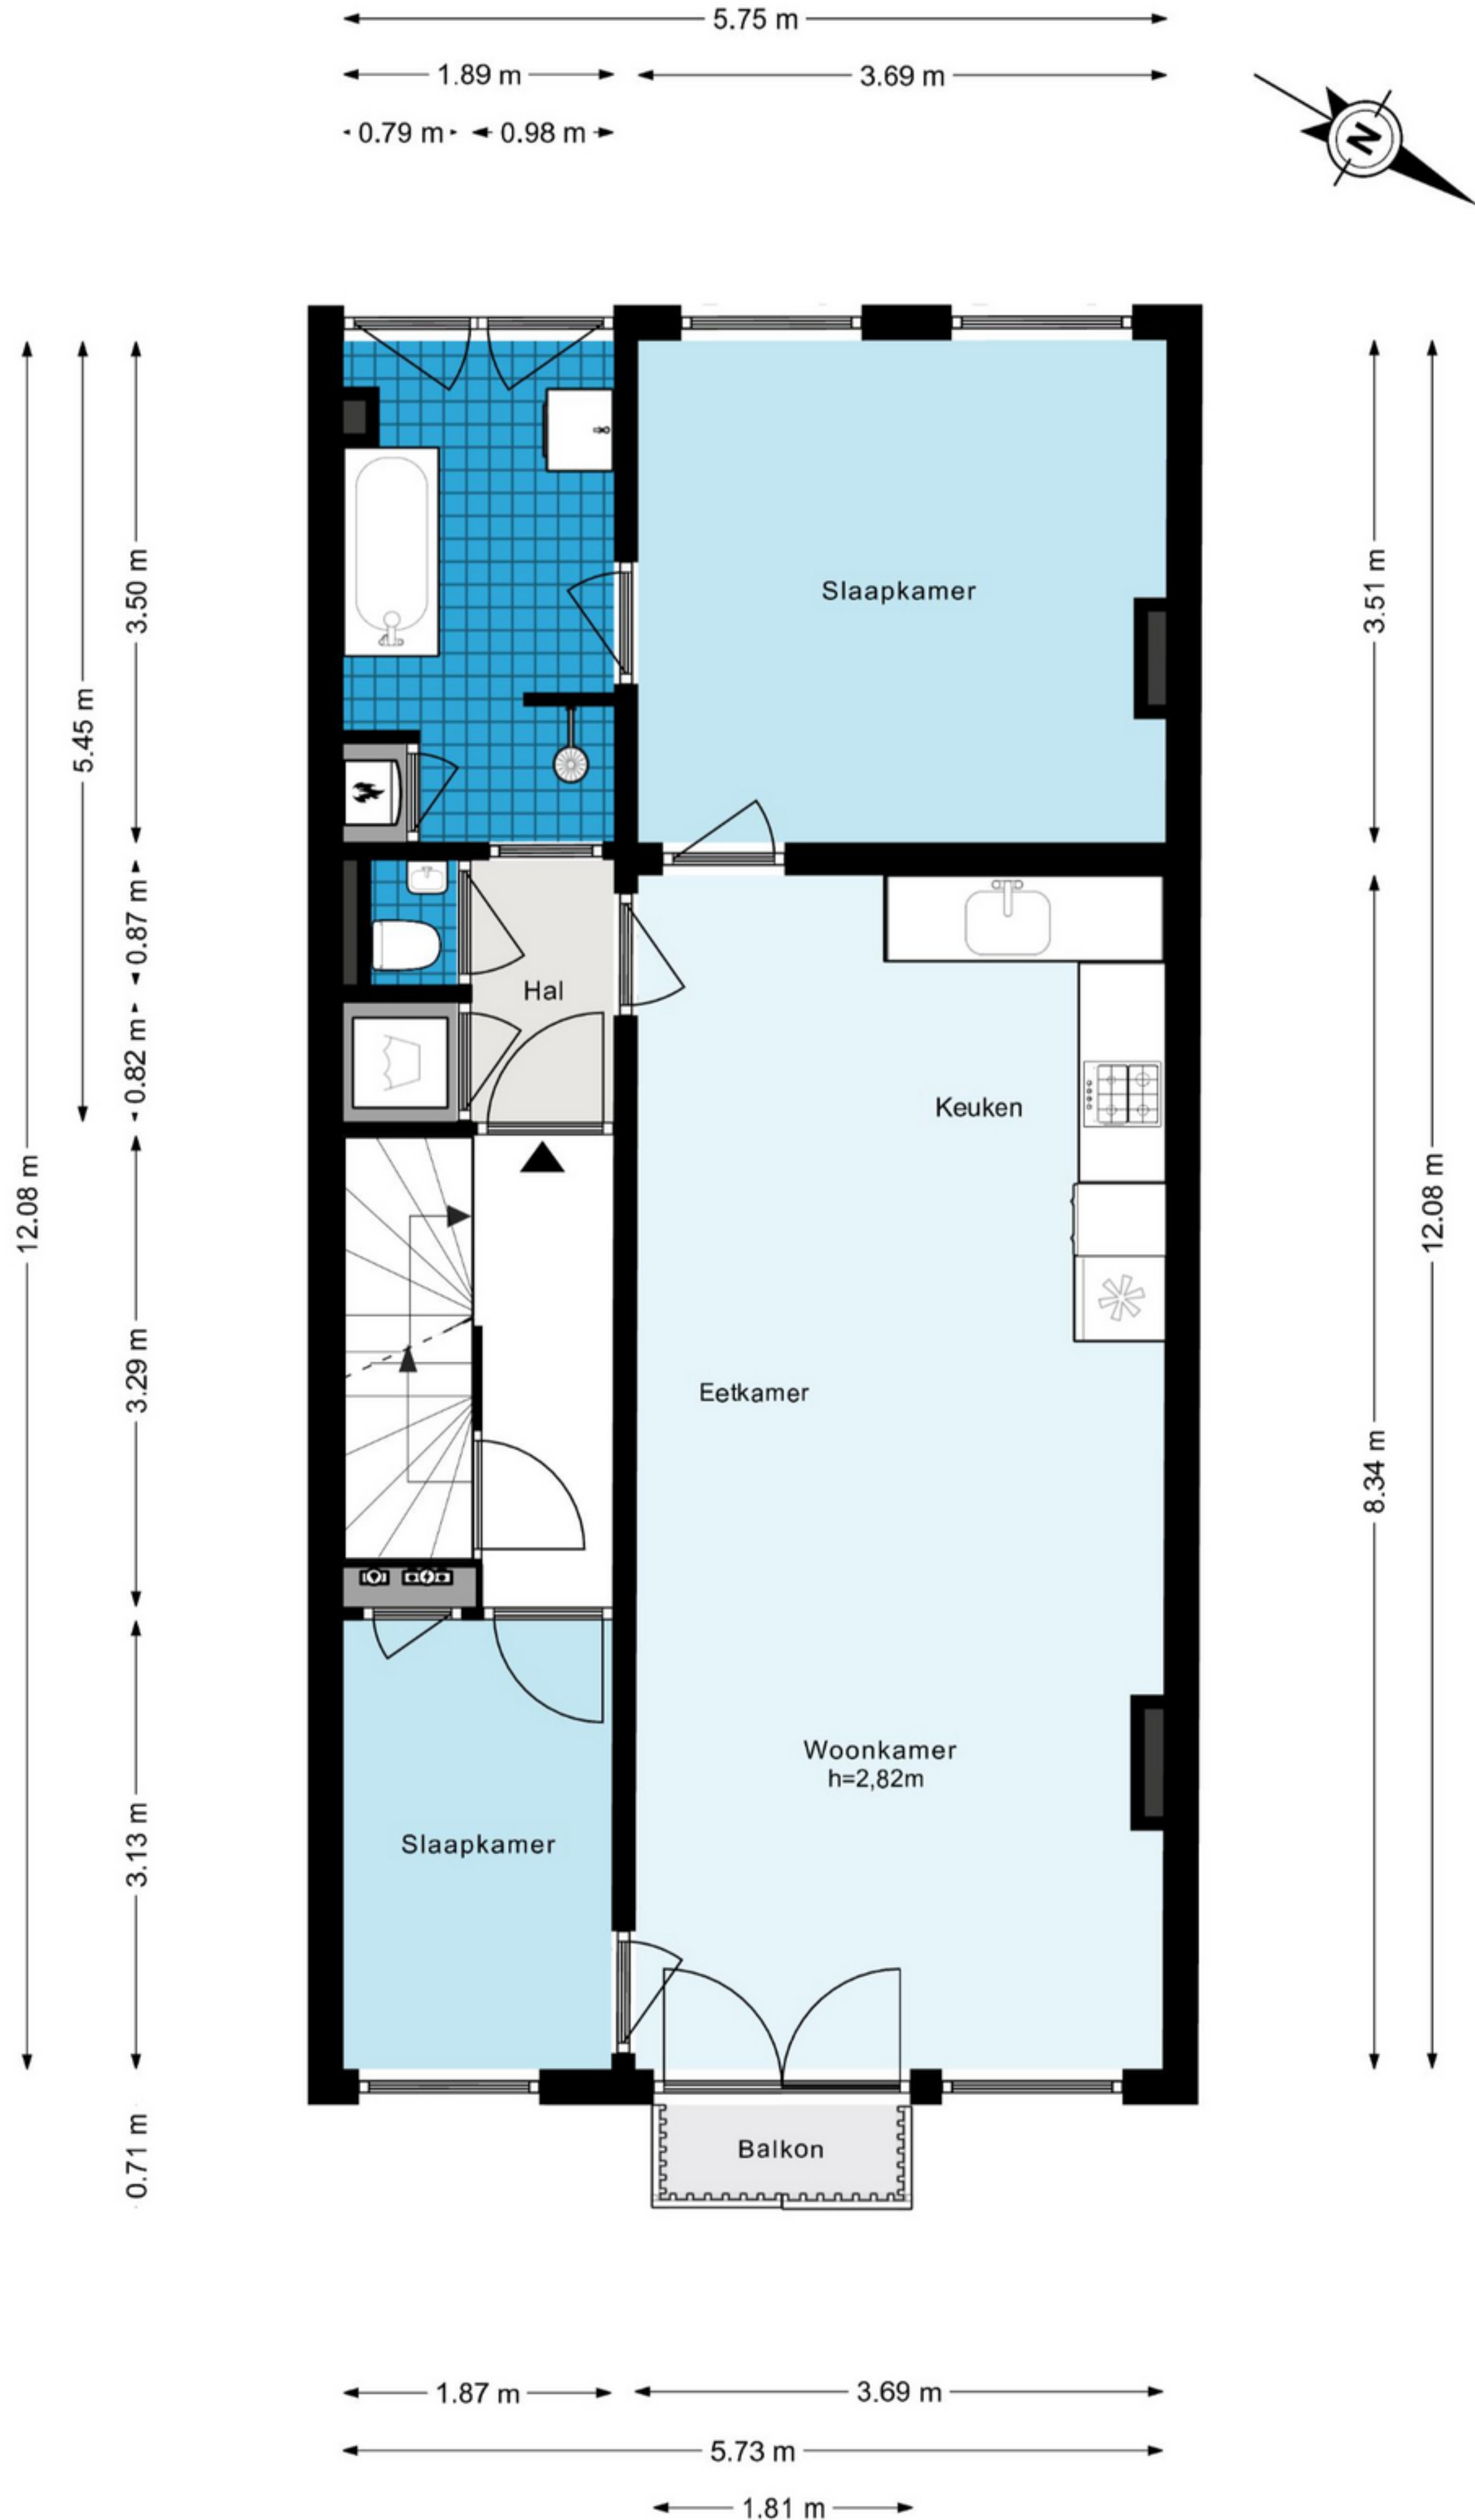 5.75 m
1.89 m
3.69 m
0.79 m
0.98 m
N
3.50 m
3.51 m
Slaapkamer
5.45 m
0.87 m
Hal
0.82 m
Keuken
12.08 m
12.08 m
3.29 m
Eetkamer
8.34 m
Woonkamer
h=2,82m
3.13 m
Slaapkamer
0.71 m
Balkon
1.87 m
3.69 m
5.73 m
1.81 m